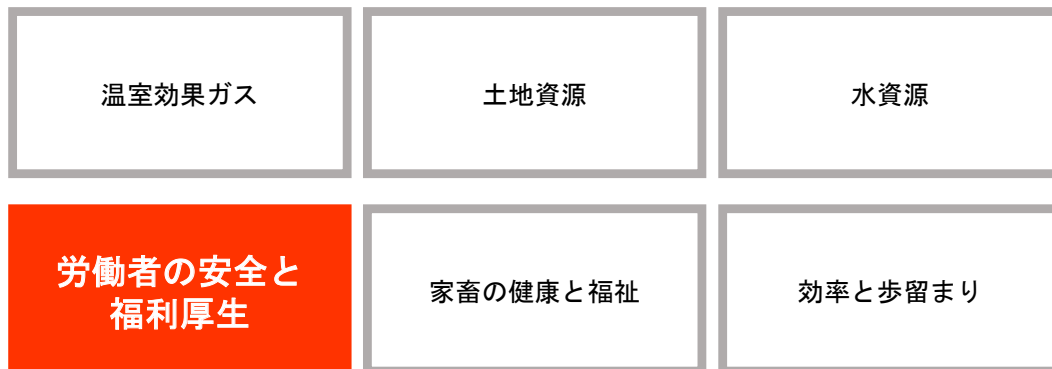 温室効果ガス
土地資源
水資源
労働者の安全と
福利厚生
家畜の健康と福祉
効率と歩留まり